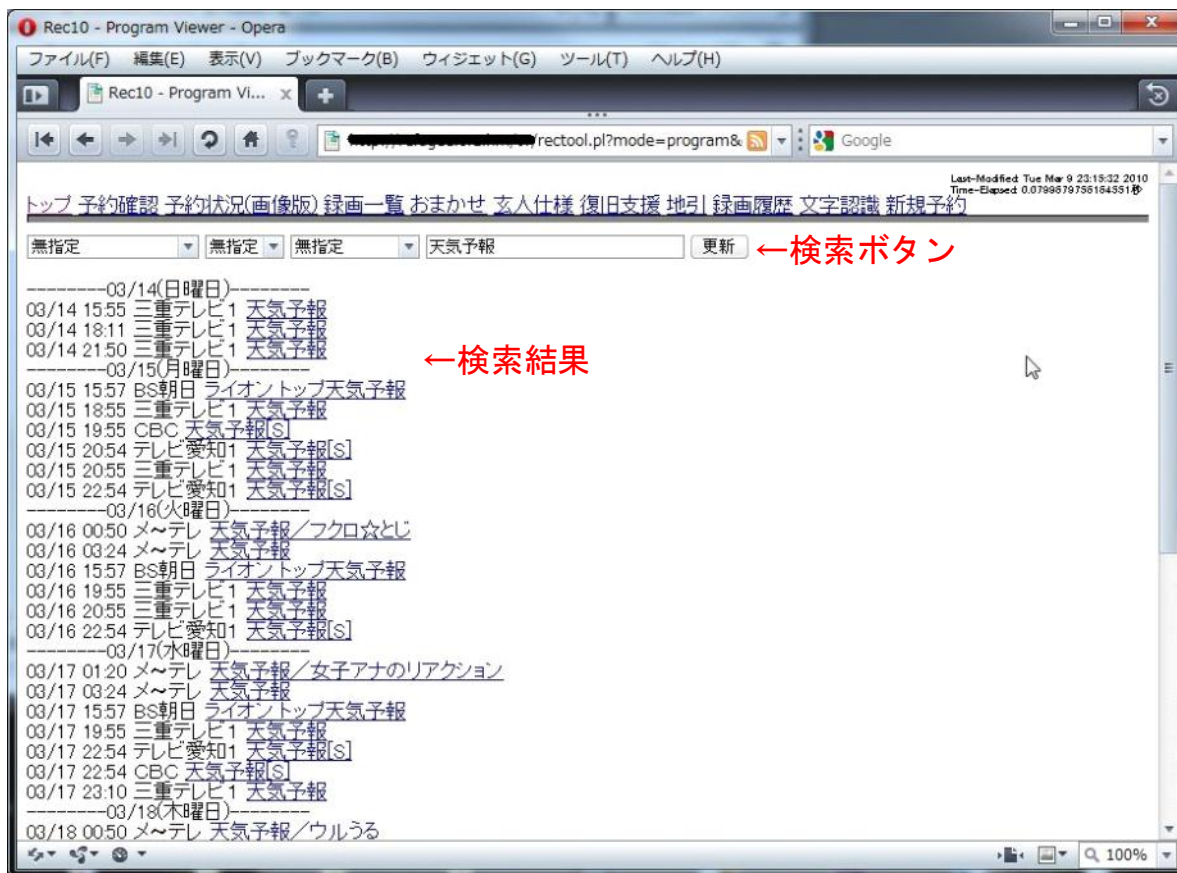 Rec10 - Program Viewer - Opera
ファイル(F) 編集(E) 表示(V) ブックマーク(B) ウィジェット(G) ツール(T) ヘルプ(H)
Rec10 - Program Vi...
/rectool.pl?mode=program& Google
Last-Modified: Tue Mar 9 23:15:32 2010
トップ 予約確認 予約状況(画像版) 録画一覧 おまかせ 玄人仕様 復旧支援 地引 録画履歴 文字認識 新規予約
無指定 無指定 無指定 天気予報 更新 ←検索ボタン
--------03/14(日曜日)--------
03/14 15:55 三重テレビ1 天気予報
03/14 18:11 三重テレビ1 天気予報
03/14 21:50 三重テレビ1 天気予報
←検索結果
--------03/15(月曜日)--------
03/15 15:57 BS朝日 ライオントップ天気予報
03/15 18:55 三重テレビ1 天気予報
03/15 19:55 CBC 天気予報[S]
03/15 20:54 テレビ愛知1 天気予報[S]
03/15 20:55 三重テレビ1 天気予報
03/15 22:54 テレビ愛知1 天気予報[S]
--------03/16(火曜日)--------
03/16 00:50 メ～テレ 天気予報／フクロ☆とじ
03/16 03:24 メ～テレ 天気予報
03/16 15:57 BS朝日 ライオントップ天気予報
03/16 19:55 三重テレビ1 天気予報
03/16 20:55 三重テレビ1 天気予報
03/16 22:54 テレビ愛知1 天気予報[S]
--------03/17(水曜日)--------
03/17 01:20 メ～テレ 天気予報／女子アナのリアクション
03/17 03:24 メ～テレ 天気予報
03/17 15:57 BS朝日 ライオントップ天気予報
03/17 19:55 三重テレビ1 天気予報
03/17 22:54 テレビ愛知1 天気予報[S]
03/17 22:54 CBC 天気予報[S]
03/17 23:10 三重テレビ1 天気予報
--------03/18(木曜日)--------
03/18 00:50 メ～テレ 天気予報／ウルうる
100%